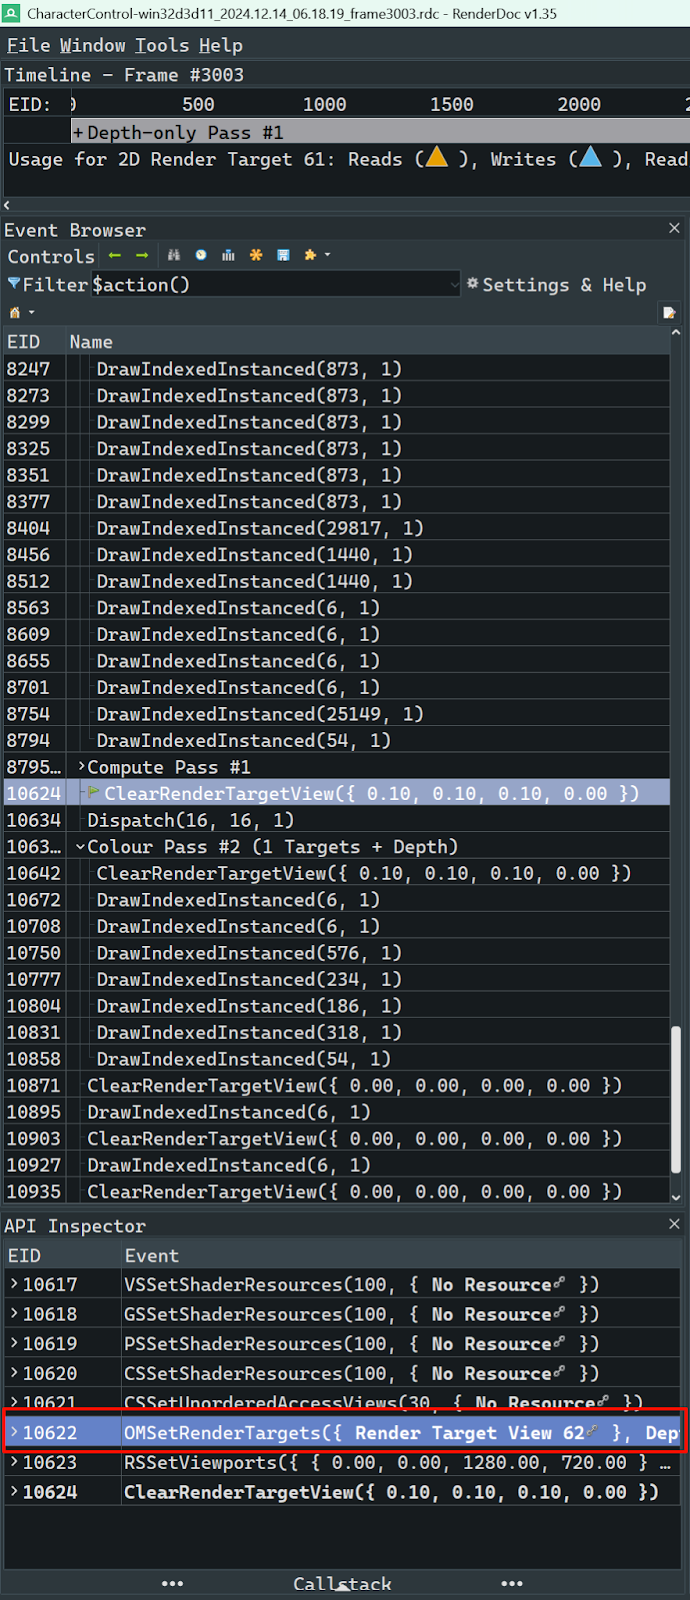 CharacterControl-win32d3d11_2024.12.14_06.18.19_frame3003.rdc - RenderDoc v1.35
File Window Tools Help
Timeline - Frame #3003
EID: 500 1000 1500 2000
+ Depth-only Pass #1
Usage for 2D Render Target 61: Reads ( ), Writes ( ), Read
Event Browser
Controls
Filter $action() Settings & Help
EID Name
8247 DrawIndexedInstanced(873, 1)
8273 DrawIndexedInstanced(873, 1)
8299 DrawIndexedInstanced(873, 1)
8325 DrawIndexedInstanced(873, 1)
8351 DrawIndexedInstanced(873, 1)
8377 DrawIndexedInstanced(873, 1)
8404 DrawIndexedInstanced(29817, 1)
8456 DrawIndexedInstanced(1440, 1)
8512 DrawIndexedInstanced(1440, 1)
8563 DrawIndexedInstanced(6, 1)
8609 DrawIndexedInstanced(6, 1)
8655 DrawIndexedInstanced(6, 1)
8701 DrawIndexedInstanced(6, 1)
8754 DrawIndexedInstanced(25149, 1)
8794 DrawIndexedInstanced(54, 1)
8795… Compute Pass #1
10624 ClearRenderTargetView({ 0.10, 0.10, 0.10, 0.00 })
10634 Dispatch(16, 16, 1)
1063… Colour Pass #2 (1 Targets + Depth)
10642 ClearRenderTargetView({ 0.10, 0.10, 0.10, 0.00 })
10672 DrawIndexedInstanced(6, 1)
10708 DrawIndexedInstanced(6, 1)
10750 DrawIndexedInstanced(576, 1)
10777 DrawIndexedInstanced(234, 1)
10804 DrawIndexedInstanced(186, 1)
10831 DrawIndexedInstanced(318, 1)
10858 DrawIndexedInstanced(54, 1)
10871 ClearRenderTargetView({ 0.00, 0.00, 0.00, 0.00 })
10895 DrawIndexedInstanced(6, 1)
10903 ClearRenderTargetView({ 0.00, 0.00, 0.00, 0.00 })
10927 DrawIndexedInstanced(6, 1)
10935 ClearRenderTargetView({ 0.00, 0.00, 0.00, 0.00 })
API Inspector
EID Event
10617 VSSetShaderResources(100, { No Resource })
10618 GSSetShaderResources(100, { No Resource })
10619 PSSetShaderResources(100, { No Resource })
10620 CSSetShaderResources(100, { No Resource })
10621 CSSetUnorderedAccessViews(30, { No Resource })
10622 OMSetRenderTargets({ Render Target View 62 }, Dep
10623 RSSetViewports({ { 0.00, 0.00, 1280.00, 720.00 } …
10624 ClearRenderTargetView({ 0.10, 0.10, 0.10, 0.00 })
Callstack